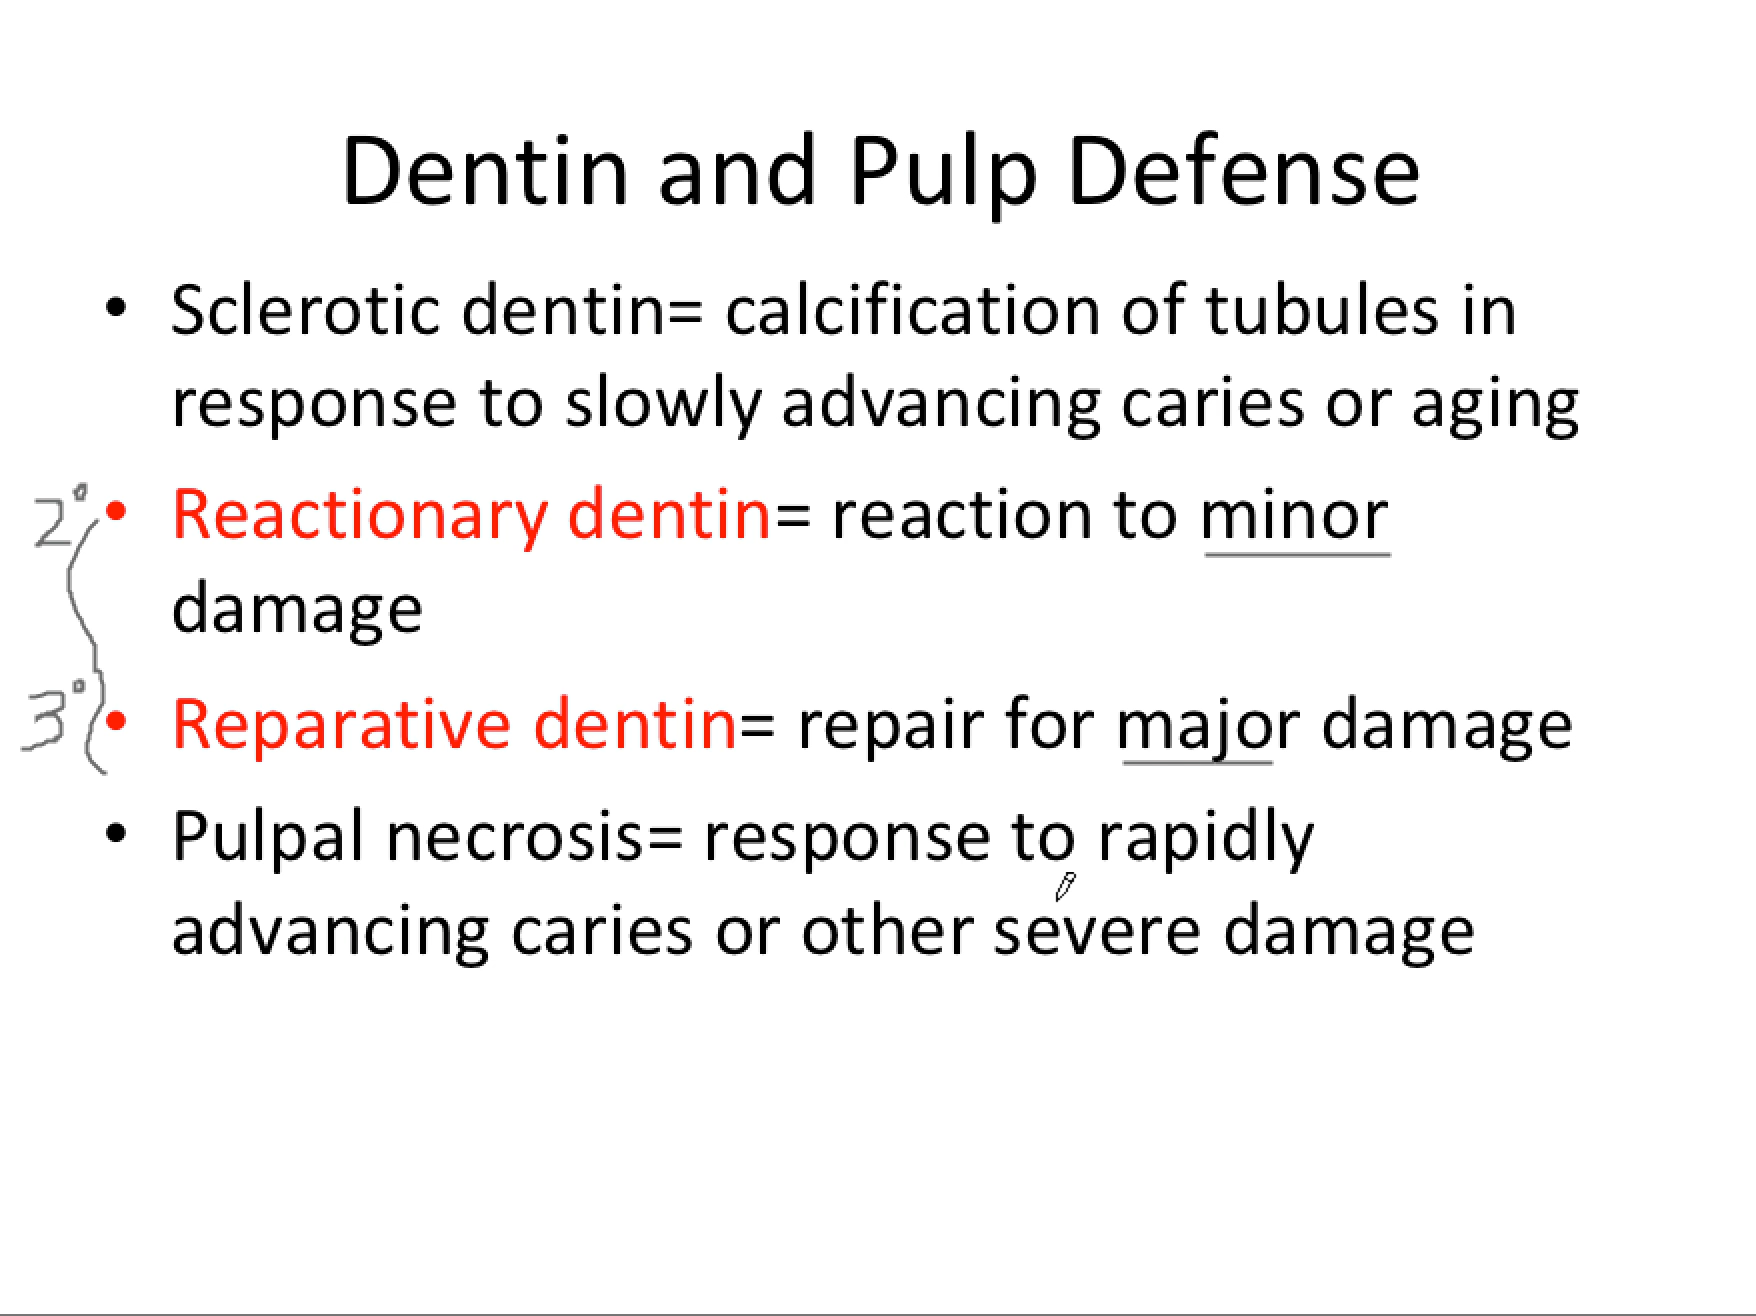 Dentin and Pulp Defense
• Sclerotic dentin= calcification of tubules in
response to slowly advancing caries or aging
2° • Reactionary dentin= reaction to minor
damage
3° • Reparative dentin= repair for major damage
• Pulpal necrosis= response to rapidly
advancing caries or other severe damage